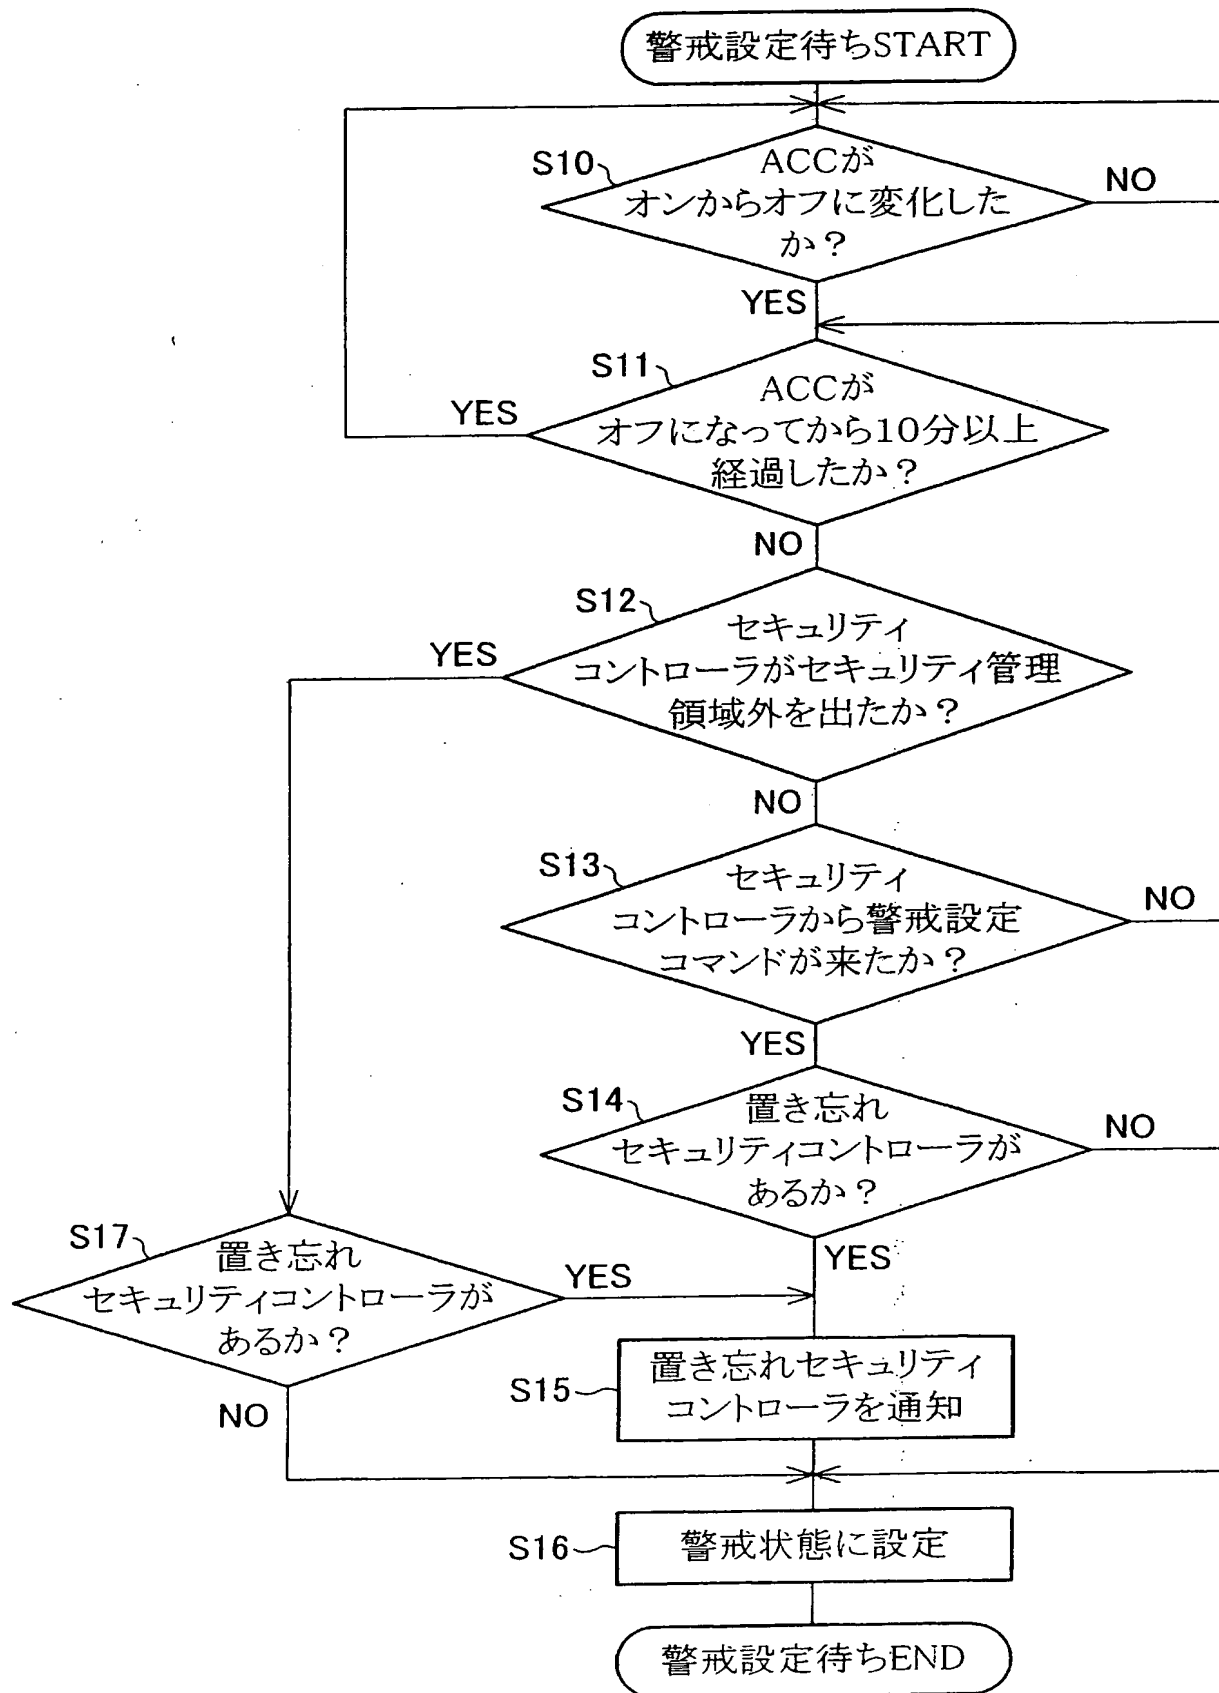 警戒設定待ちSTART
S10
ACCが
オンからオフに変化した
か？
NO
YES
S11
ACCが
オフになってから10分以上
経過したか？
YES
NO
S12
セキュリティ
コントローラがセキュリティ管理
領域外を出たか？
YES
NO
S13
セキュリティ
コントローラから警戒設定
コマンドが来たか？
NO
YES
S14
置き忘れ
セキュリティコントローラが
あるか？
NO
YES
S17
置き忘れ
セキュリティコントローラが
あるか？
YES
NO
S15
置き忘れセキュリティ
コントローラを通知
S16
警戒状態に設定
警戒設定待ちEND